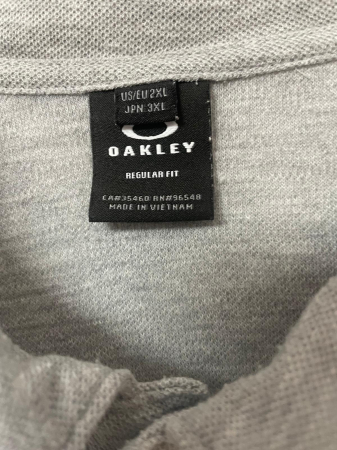 US/EU 2XL
JPN 3XL
OAKLEY
REGULAR FIT
CA#35460 RN#96548
MADE IN VIETNAM